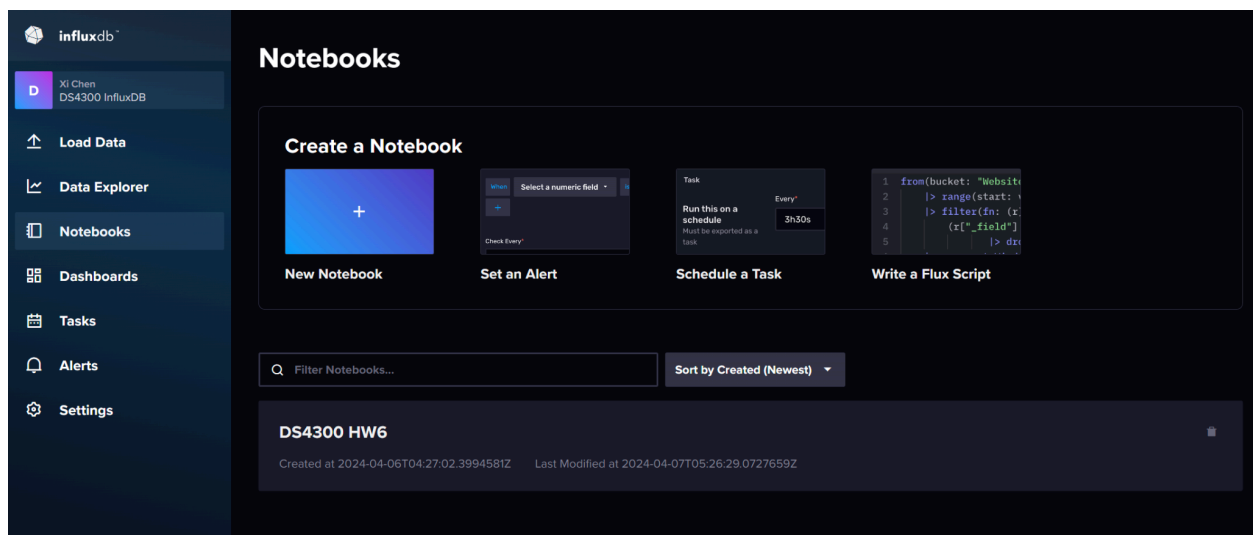 influxdb™
D
Xi Chen
DS4300 InfluxDB
Load Data
Data Explorer
Notebooks
Dashboards
Tasks
Alerts
Settings
Notebooks
Create a Notebook
+
New Notebook
When
Select a numeric field
+
Check Every*
Set an Alert
Task
Run this on a
schedule
Must be exported as a
task
Every*
3h30s
Schedule a Task
1 from(bucket: "Website
2 |> range(start: v
3 |> filter(fn: (r
4 (r["_field"]
5 |> dro
Write a Flux Script
Filter Notebooks...
Sort by Created (Newest)
DS4300 HW6
Created at 2024-04-06T04:27:02.3994581Z Last Modified at 2024-04-07T05:26:29.0727659Z